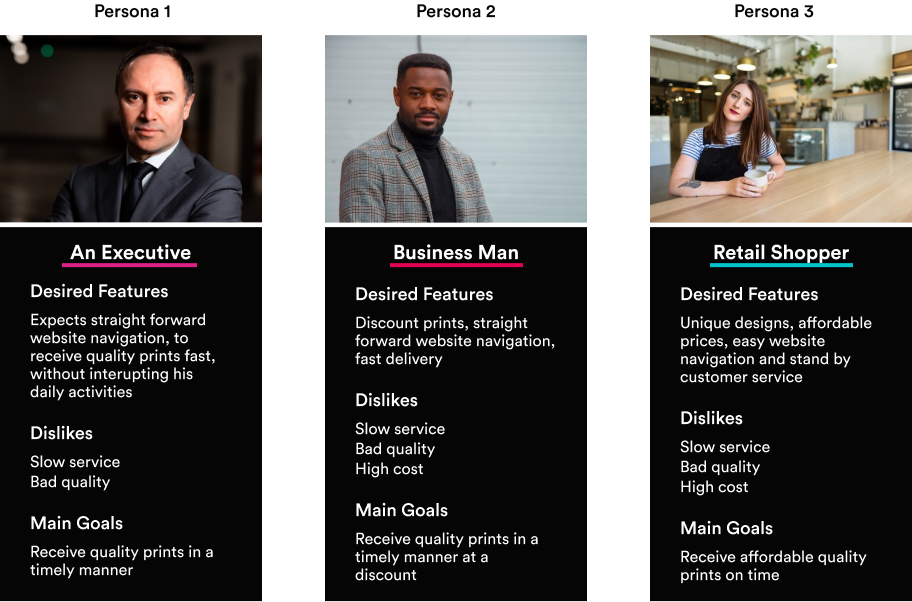 Persona 1
An Executive
Desired Features
Expects straight forward
website navigation, to
receive quality prints fast,
without interupting his
daily activities
Dislikes
Slow service
Bad quality
Main Goals
Receive quality prints in a
timely manner
Persona 2
Business Man
Desired Features
Discount prints, straight
forward website navigation,
fast delivery
Dislikes
Slow service
Bad quality
High cost
Main Goals
Receive quality prints in a
timely manner at a
discount
Persona 3
Retail Shopper
Desired Features
Unique designs, affordable
prices, easy website
navigation and stand by
customer service
Dislikes
Slow service
Bad quality
High cost
Main Goals
Receive affordable quality
prints on time